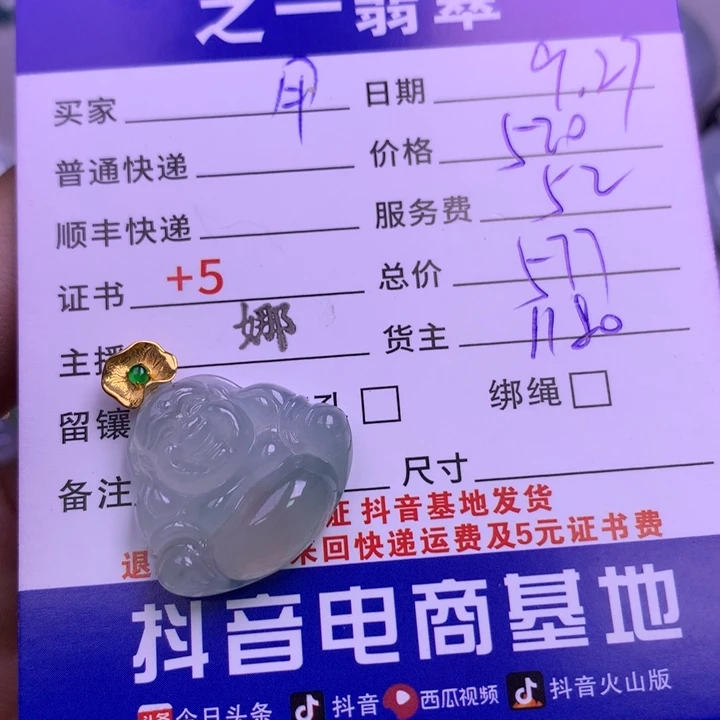 之一翡翠
买家 日期 9.27
普通快递 价格 520
顺丰快递 服务费 52
证书 +5 总价 577
主播 娜 货主 1180
留镶 孔 绑绳
备注 尺寸
证 抖音基地发货
退 来回快递运费及5元证书费
抖音电商基地
头条 今日头条 抖音 西瓜视频 抖音火山版